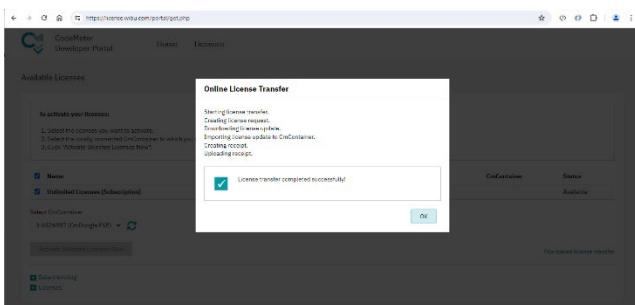 https://license.wibu.com/portal/get.php
CodeMeter
Developer Portal
Home
Licenses
Available Licenses
Online License Transfer
To activate your licenses:
Starting license transfer.
Creating license request.
Downloading license update.
Importing license update to CmContainer.
Creating receipt.
Uploading receipt.
1. Select the licenses you want to activate.
2. Select the locally connected CmContainer to which you
3. Click "Activate Selected Licenses Now".
License transfer completed successfully!
Name
CmContainer
Status
Unlimited Licenses (Subscription)
Available
OK
Select CmContainer
Activate Selected Licenses Now
File-based license transfer
Licenses